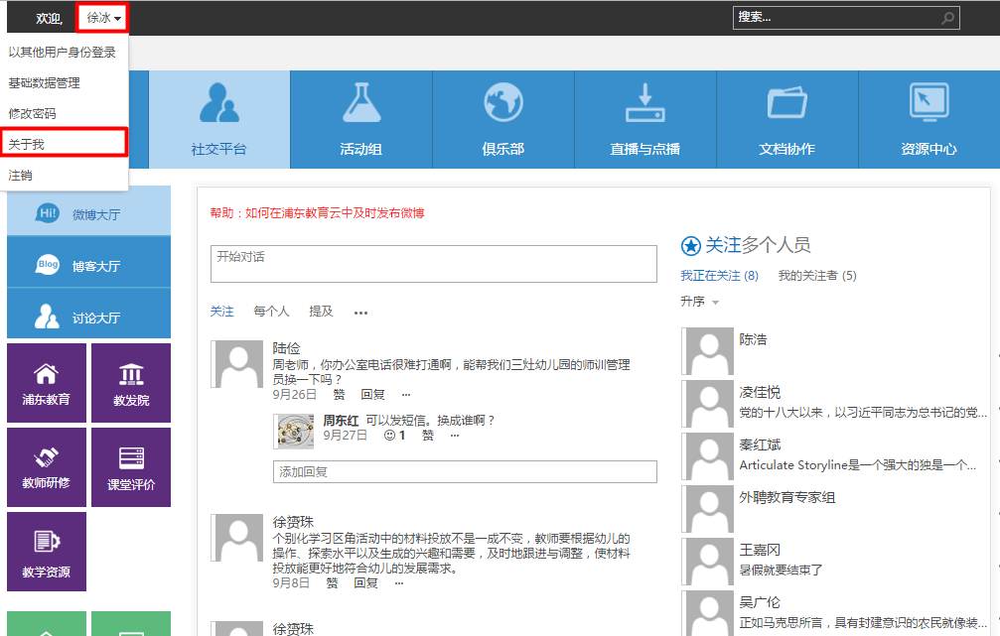 欢迎,
徐冰
搜索...
以其他用户身份登录
基础数据管理
修改密码
关于我
注销
社交平台
活动组
俱乐部
直播与点播
文档协作
资源中心
Hi!
微博大厅
Blog
博客大厅
讨论大厅
浦东教育
教发院
教师研修
课堂评价
教学资源
帮助：如何在浦东教育云中及时发布微博
开始对话
关注 每个人 提及 ...
陆俭
周老师，你办公室电话很难打通啊，能帮我们三灶幼儿园的师训管理
员换一下吗？
9月26日 赞 回复 ...
周东红 可以发短信。换成谁啊？
9月27日 1 赞 ...
添加回复
徐赟珠
个别化学习区角活动中的材料投放不是一成不变，教师要根据幼儿的
操作、探索水平以及生成的兴趣和需要，及时地跟进与调整，使材料
投放能更好地符合幼儿的发展需求。
9月8日 赞 回复 ...
徐赟珠
关注多个人员
我正在关注 (8) 我的关注者 (5)
升序
陈浩
凌佳悦
党的十八大以来，以习近平同志为总书记的党...
秦红斌
Articulate Storyline是一个强大的独是一个...
外聘教育专家组
王嘉冈
暑假就要结束了
吴广伦
正如马克思所言，具有封建意识的农民就像装...